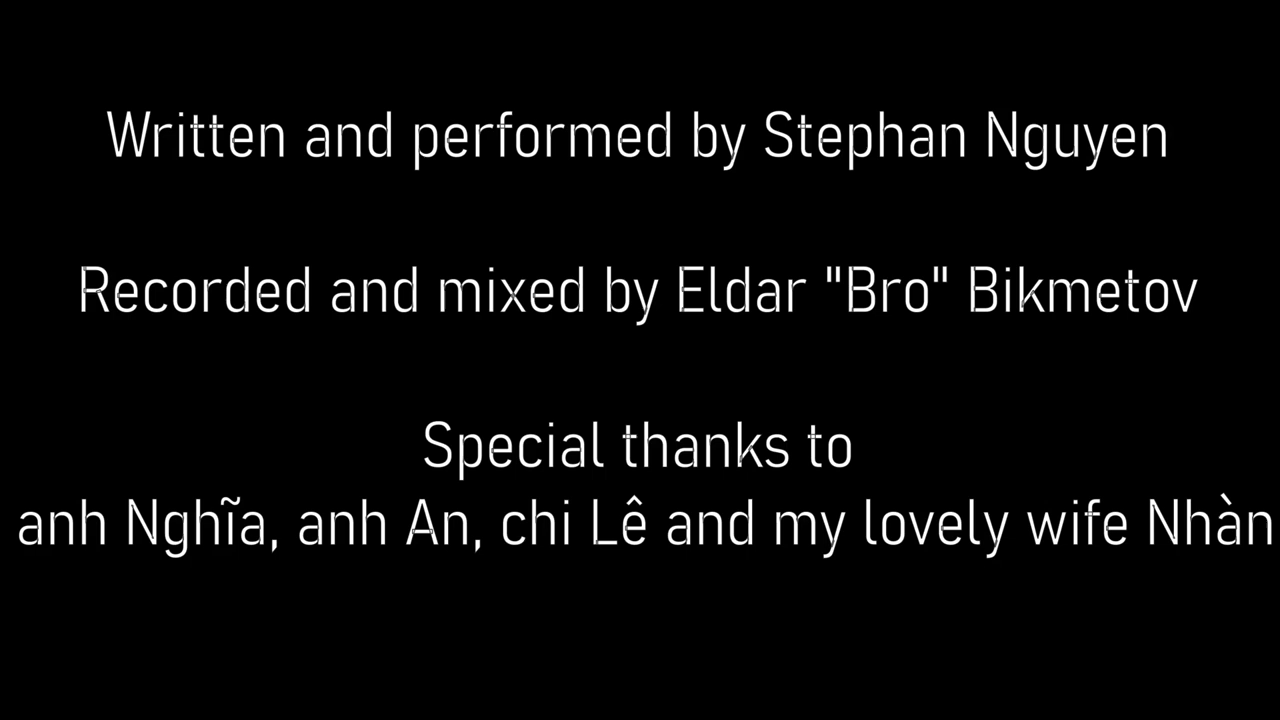 Written and performed by Stephan Nguyen
Recorded and mixed by Eldar "Bro" Bikmetov
Special thanks to
anh Nghĩa, anh An, chi Lê and my lovely wife Nhàn